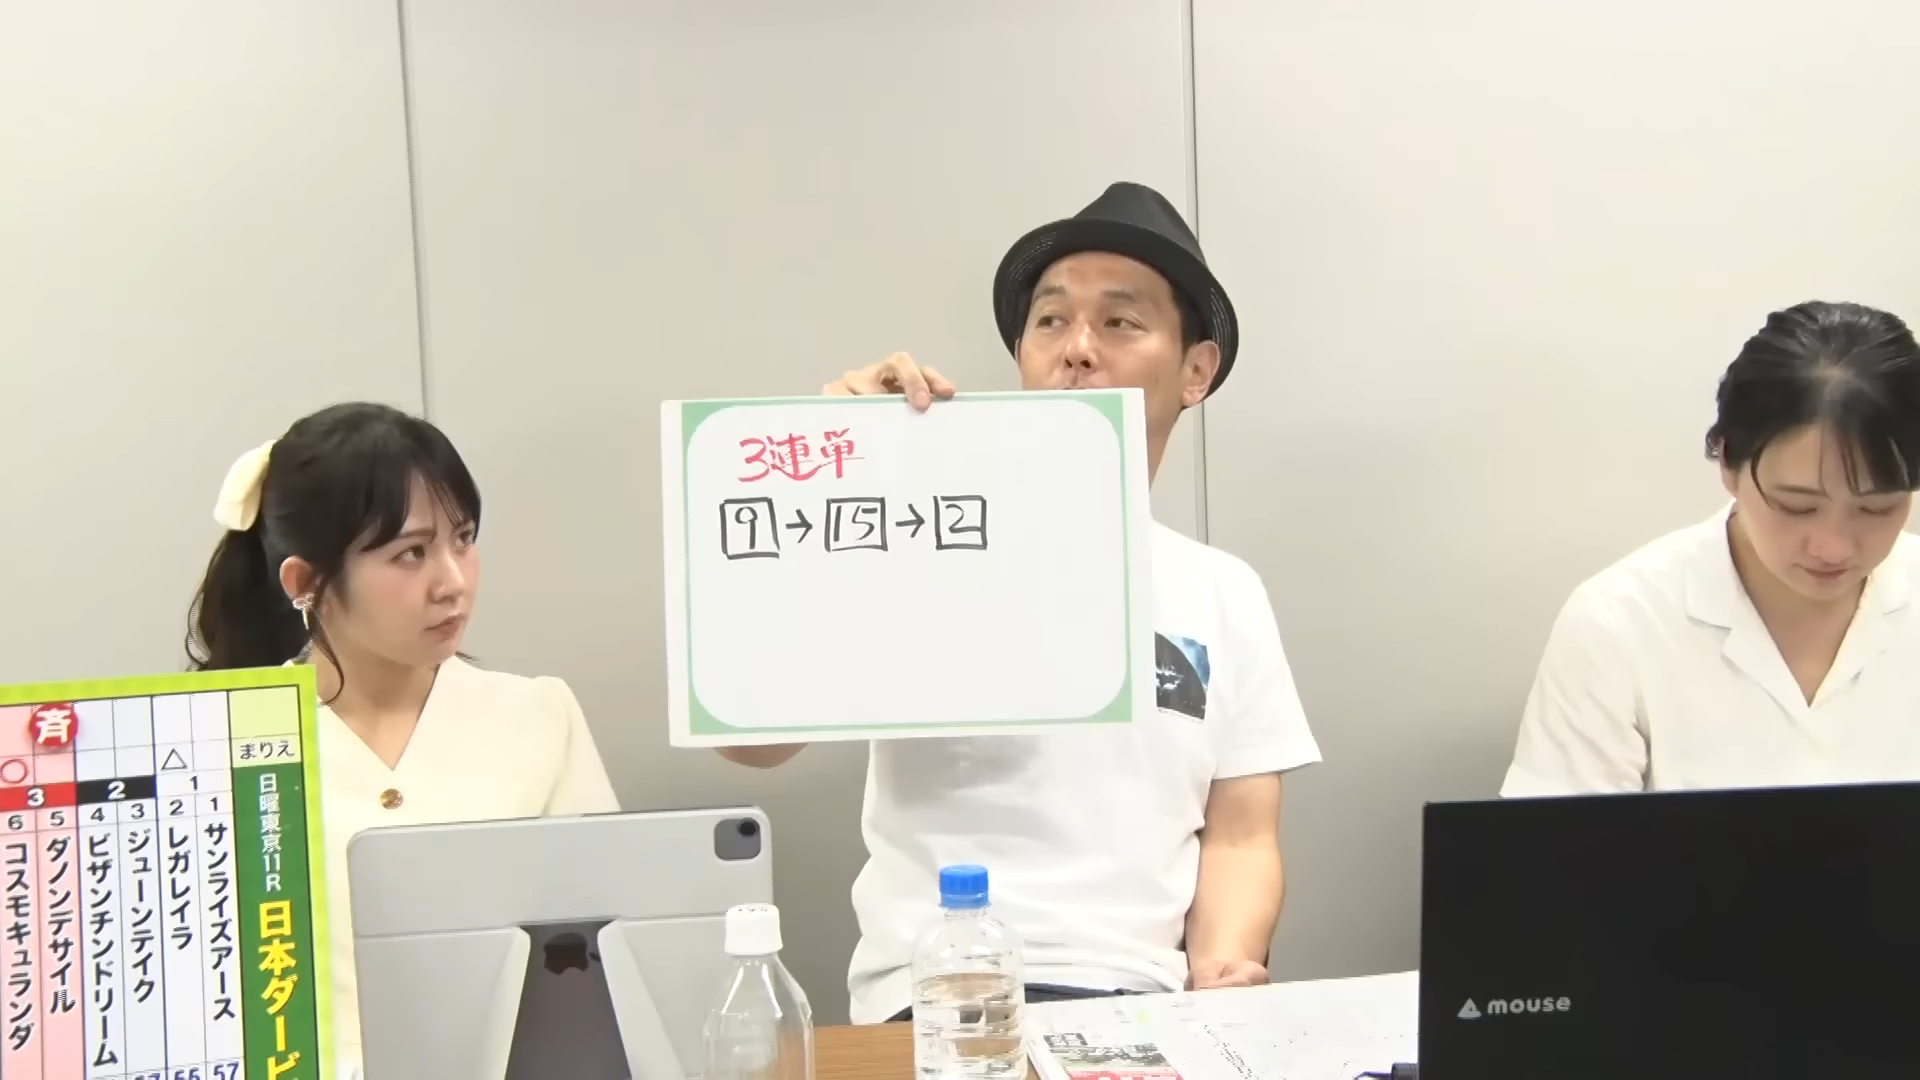 3連単
9→15→2
斉
まりえ
日曜東京11R 日本ダービ
△
○
1
2
3
1 サンライズアース 57
2 レガレイラ 55
3 ジューンテイク 57
4 ビザンチンドリーム
5 ダノンデサイル
6 コスモキュランダ
mouse